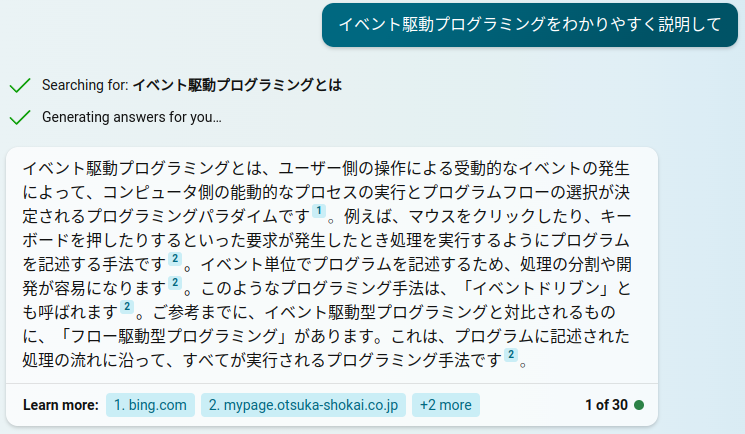 イベント駆動プログラミングをわかりやすく説明して
Searching for: イベント駆動プログラミングとは
Generating answers for you…
イベント駆動プログラミングとは、ユーザー側の操作による受動的なイベントの発生
によって、コンピュータ側の能動的なプロセスの実行とプログラムフローの選択が決
定されるプログラミングパラダイムです 1 。例えば、マウスをクリックしたり、キー
ボードを押したりするといった要求が発生したとき処理を実行するようにプログラム
を記述する手法です 2 。イベント単位でプログラムを記述するため、処理の分割や開
発が容易になります 2 。このようなプログラミング手法は、「イベントドリブン」と
も呼ばれます 2 。ご参考までに、イベント駆動型プログラミングと対比されるもの
に、「フロー駆動型プログラミング」があります。これは、プログラムに記述された
処理の流れに沿って、すべてが実行されるプログラミング手法です 2 。
Learn more: 1. bing.com 2. mypage.otsuka-shokai.co.jp +2 more 1 of 30